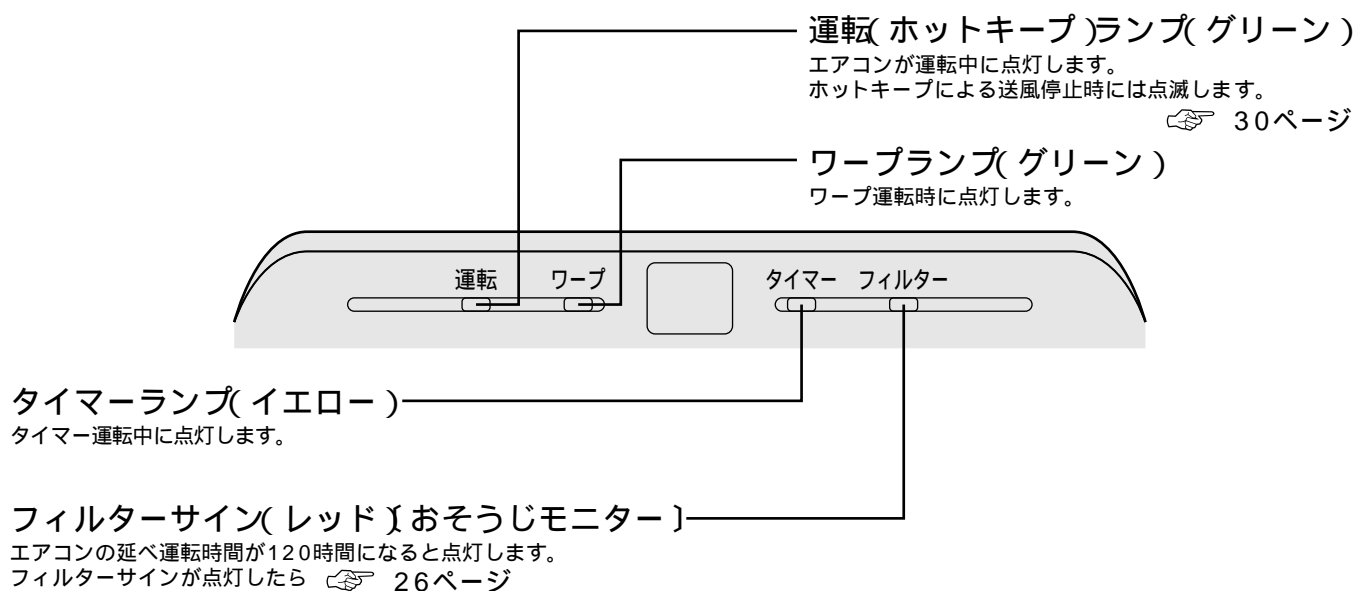 運転(ホットキープ)ランプ(グリーン)
エアコンが運転中に点灯します。
ホットキープによる送風停止時には点滅します。
☞ 30ページ
ワープランプ(グリーン)
ワープ運転時に点灯します。
運転 ワープ タイマー フィルター
タイマーランプ(イエロー)
タイマー運転中に点灯します。
フィルターサイン(レッド)〔おそうじモニター〕
エアコンの延べ運転時間が120時間になると点灯します。
フィルターサインが点灯したら ☞ 26ページ